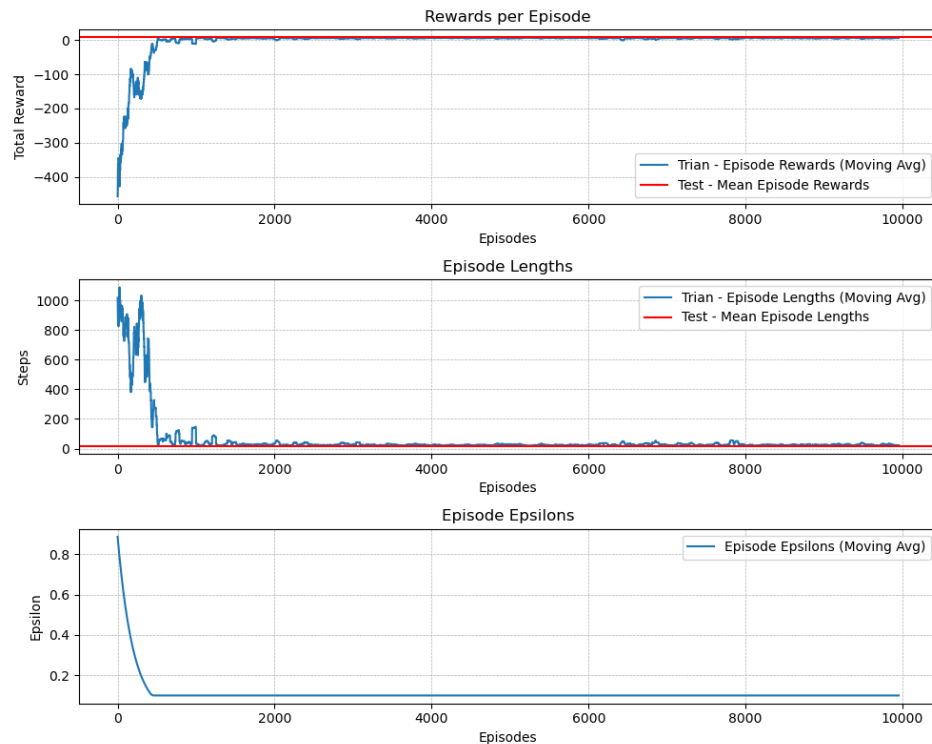 Rewards per Episode
0
−100
−200
−300
−400
Total Reward
Trian - Episode Rewards (Moving Avg)
Test - Mean Episode Rewards
0 2000 4000 6000 8000 10000
Episodes
Episode Lengths
1000
800
600
400
200
0
Steps
Trian - Episode Lengths (Moving Avg)
Test - Mean Episode Lengths
0 2000 4000 6000 8000 10000
Episodes
Episode Epsilons
0.8
0.6
0.4
0.2
Epsilon
Episode Epsilons (Moving Avg)
0 2000 4000 6000 8000 10000
Episodes